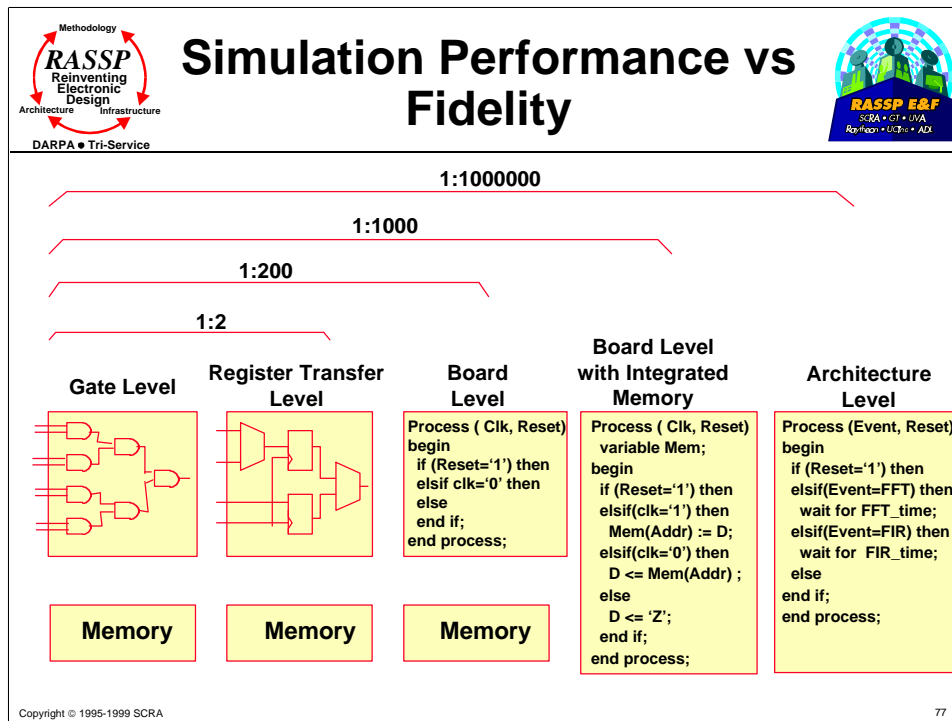 Methodology
RASSP
Reinventing
Electronic
Design
Architecture
Infrastructure
DARPA ● Tri-Service
Simulation Performance vs
Fidelity
RASSP E&F
SCRA • GT • UVA
Raytheon • UCinc • ADL
1:1000000
1:1000
1:200
1:2
Gate Level
Register Transfer
Level
Board
Level
Board Level
with Integrated
Memory
Architecture
Level
Process ( Clk, Reset)
begin
if (Reset=‘1’) then
elsif clk=‘0’ then
else
end if;
end process;
Process ( Clk, Reset)
variable Mem;
begin
if (Reset=‘1’) then
elsif(clk=‘1’) then
Mem(Addr) := D;
elsif(clk=‘0’) then
D <= Mem(Addr) ;
else
D <= ‘Z’;
end if;
end process;
Process (Event, Reset)
begin
if (Reset=‘1’) then
elsif(Event=FFT) then
wait for FFT_time;
elsif(Event=FIR) then
wait for FIR_time;
else
end if;
end process;
Memory
Memory
Memory
Copyright © 1995-1999 SCRA
77